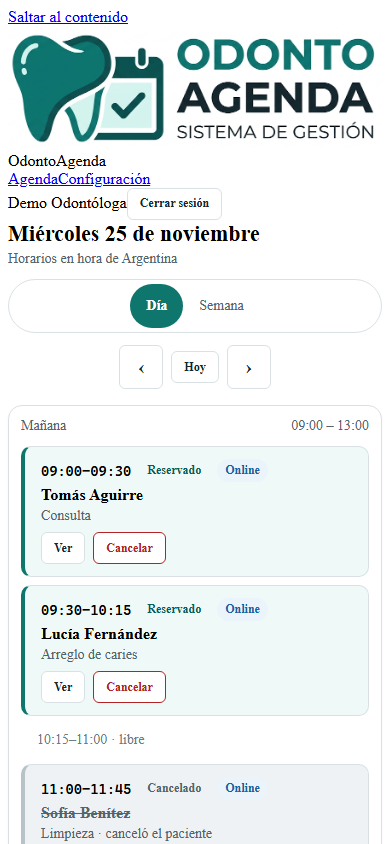 Saltar al contenido
ODONTO
AGENDA
SISTEMA DE GESTIÓN
OdontoAgenda
AgendaConfiguración
Demo Odontóloga Cerrar sesión
Miércoles 25 de noviembre
Horarios en hora de Argentina
Día Semana
‹ Hoy ›
Mañana 09:00 – 13:00
09:00–09:30 Reservado Online
Tomás Aguirre
Consulta
Ver Cancelar
09:30–10:15 Reservado Online
Lucía Fernández
Arreglo de caries
Ver Cancelar
10:15–11:00 · libre
11:00–11:45 Cancelado Online
Sofía Benítez
Limpieza · canceló el paciente